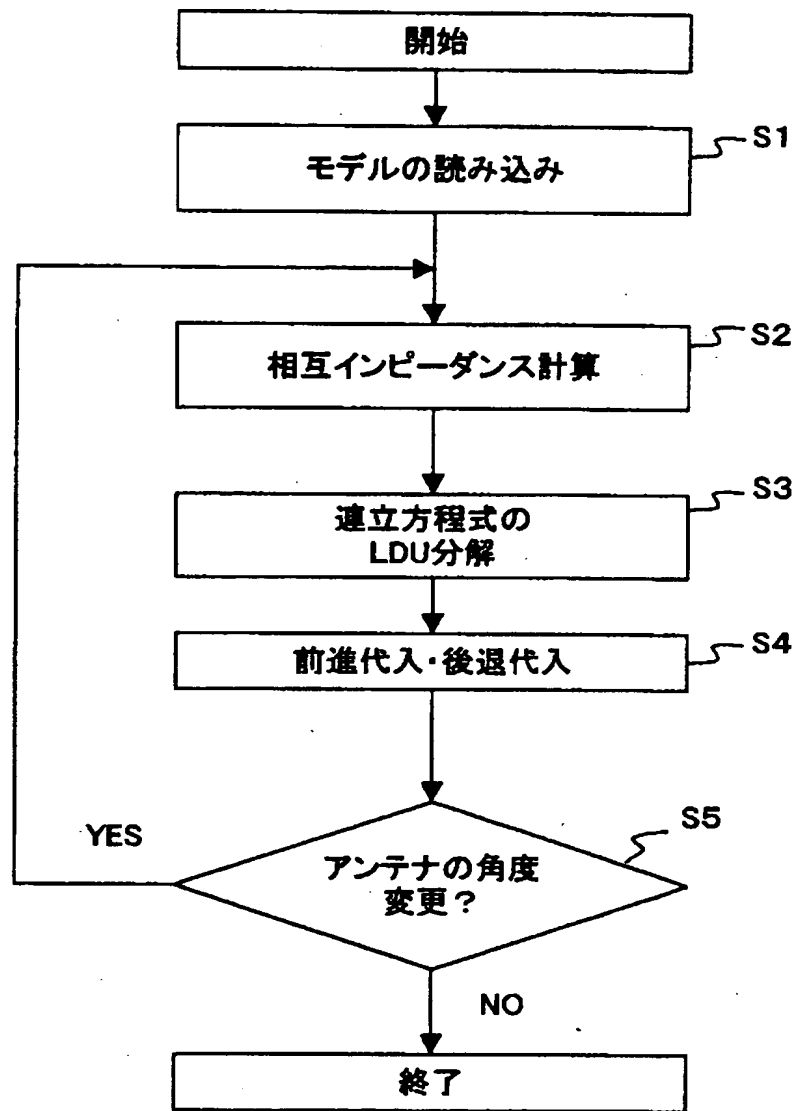 開始
モデルの読み込み
S1
相互インピーダンス計算
S2
連立方程式の
LDU分解
S3
前進代入・後退代入
S4
アンテナの角度
変更？
S5
YES
NO
終了